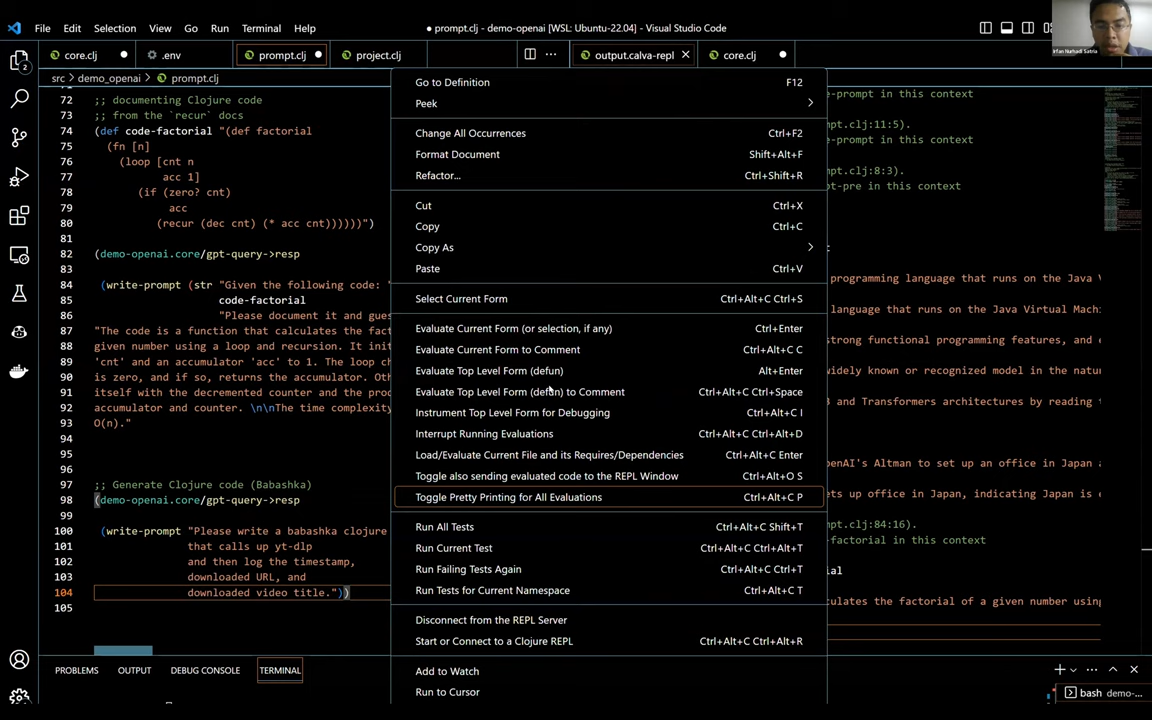 File Edit Selection View Go Run Terminal Help
● prompt.clj - demo-openai [WSL: Ubuntu-22.04] - Visual Studio Code
core.clj ●
.env
prompt.clj ●
project.clj
output.calva-repl ×
core.clj ●
src > demo_openai > prompt.clj
2
72 ;; documenting Clojure code
73 ;; from the `recur` docs
74 (def code-factorial "(def factorial
75 (fn [n]
76 (loop [cnt n
77 acc 1]
78 (if (zero? cnt)
79 acc
80 (recur (dec cnt) (* acc cnt))))))")
81
82 (demo-openai.core/gpt-query->resp
83
84 (write-prompt (str "Given the following code: "
85 code-factorial
86 "Please document it and
87 "The code is a function that calculates the
88 given number using a loop and recursion. It
89 'cnt' and an accumulator 'acc' to 1. The loop
90 is zero, and if so, returns the accumulator.
91 itself with the decremented counter and the
92 accumulator and counter. \n\nThe time complexity
93 O(n)."
94
95
96
97 ;; Generate Clojure code (Babashka)
98 (demo-openai.core/gpt-query->resp
99
100 (write-prompt "Please write a babashka clojure
101 that calls up yt-dlp
102 and then log the timestamp,
103 downloaded URL, and
104 downloaded video title."))
105
Go to Definition F12
Peek >
Change All Occurrences Ctrl+F2
Format Document Shift+Alt+F
Refactor... Ctrl+Shift+R
Cut Ctrl+X
Copy Ctrl+C
Copy As >
Paste Ctrl+V
Select Current Form Ctrl+Alt+C Ctrl+S
Evaluate Current Form (or selection, if any) Ctrl+Enter
Evaluate Current Form to Comment Ctrl+Alt+C C
Evaluate Top Level Form (defun) Alt+Enter
Evaluate Top Level Form (defun) to Comment Ctrl+Alt+C Ctrl+Space
Instrument Top Level Form for Debugging Ctrl+Alt+C I
Interrupt Running Evaluations Ctrl+Alt+C Ctrl+Alt+D
Load/Evaluate Current File and its Requires/Dependencies Ctrl+Alt+C Enter
Toggle also sending evaluated code to the REPL Window Ctrl+Alt+O S
Toggle Pretty Printing for All Evaluations Ctrl+Alt+C P
Run All Tests Ctrl+Alt+C Shift+T
Run Current Test Ctrl+Alt+C Ctrl+Alt+T
Run Failing Tests Again Ctrl+Alt+C Ctrl+T
Run Tests for Current Namespace Ctrl+Alt+C T
Disconnect from the REPL Server
Start or Connect to a Clojure REPL Ctrl+Alt+C Ctrl+Alt+R
Add to Watch
Run to Cursor
e-prompt in this context
pt.clj:11:5).
e-prompt in this context
pt.clj:8:3).
pt-pre in this context
programming language that runs on the Java
language that runs on the Java Virtual
strong functional programming features, and
widely known or recognized model in the
3 and Transformers architectures by reading
OpenAI's Altman to set up an office in Japan
ets up office in Japan, indicating Japan is
pt.clj:84:16).
-factorial in this context
ial
culates the factorial of a given number using
PROBLEMS OUTPUT DEBUG CONSOLE TERMINAL
bash demo-...